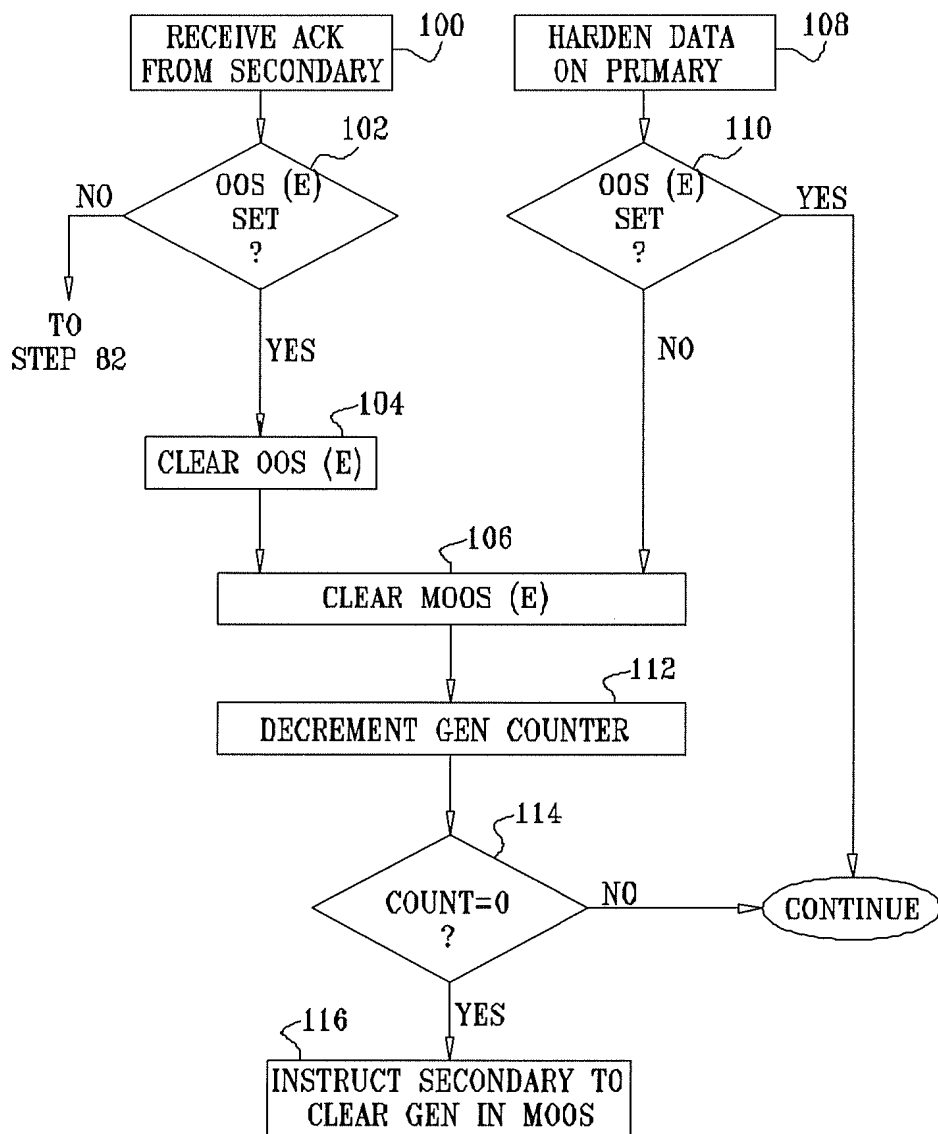 RECEIVE ACK
FROM SECONDARY
100
HARDEN DATA
ON PRIMARY
108
102
OOS (E)
SET
?
NO
TO
STEP 82
YES
110
OOS (E)
SET
?
YES
NO
104
CLEAR OOS (E)
106
CLEAR MOOS (E)
112
DECREMENT GEN COUNTER
114
COUNT=0
?
NO
CONTINUE
YES
116
INSTRUCT SECONDARY TO
CLEAR GEN IN MOOS